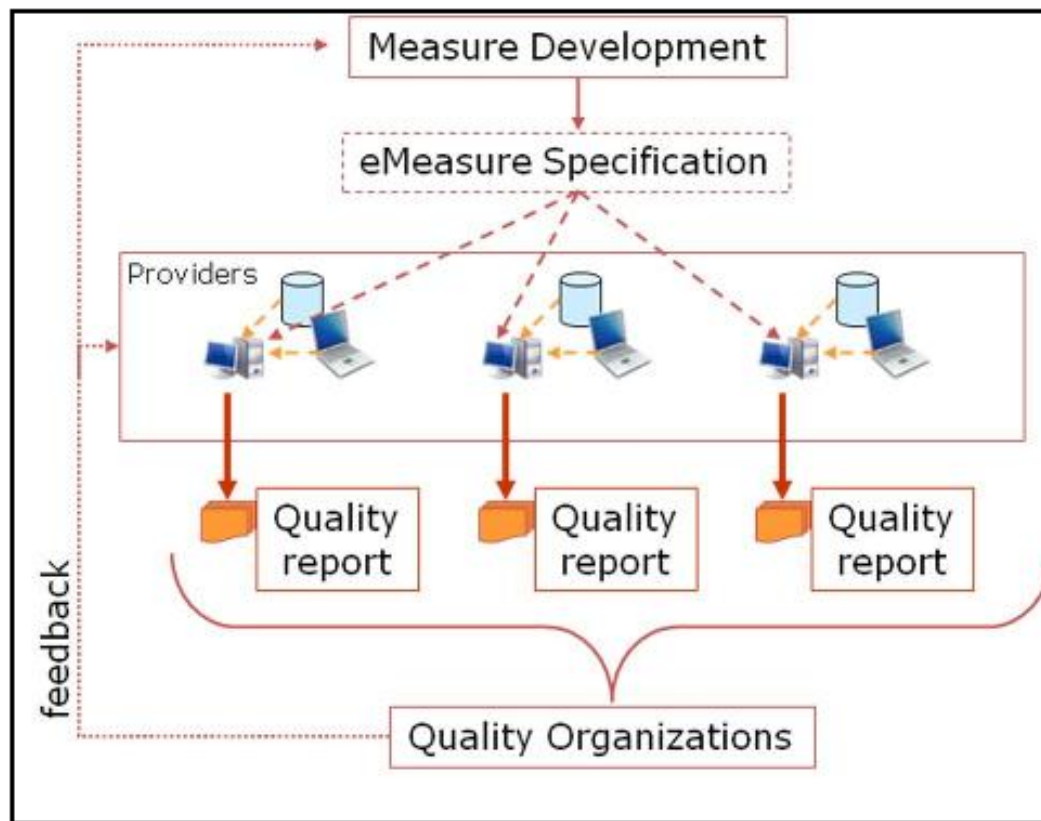 Measure Development
eMeasure Specification
Providers
Quality
report
Quality
report
Quality
report
feedback
Quality Organizations